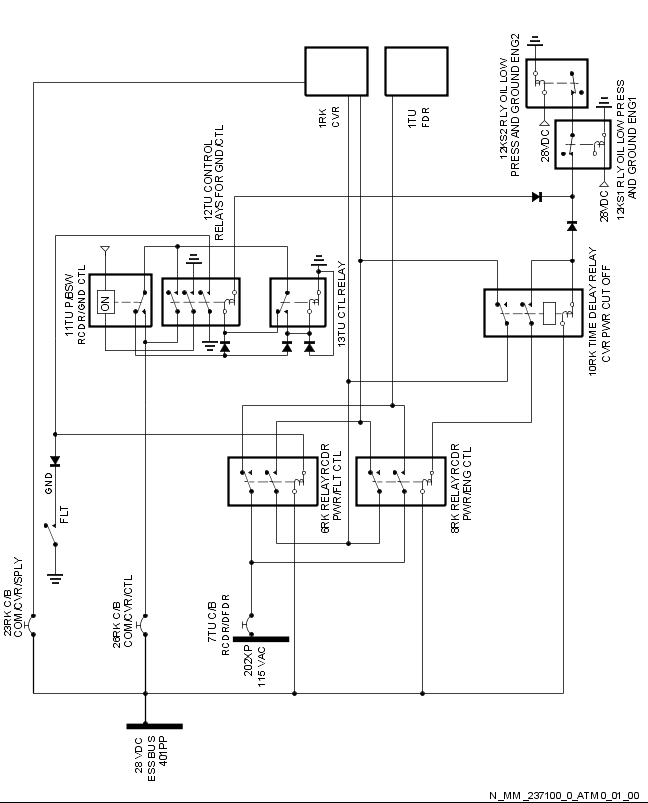 1RK
CVR
1TU
FDR
12KS2 RLY OIL LOW
PRESS AND GROUND ENG2
28VDC
28VDC
12KS1 RLY OIL LOW PRESS
AND GROUND ENG1
12TU CONTROL
RELAYS FOR GND/CTL
11TU P/BSW
RCDR/GND CTL
ON
13TU CTL RELAY
10RK TIME DELAY RELAY
CVR PWR CUT OFF
6RK RELAY RCDR
PWR/FLT CTL
8RK RELAY RCDR
PWR/ENG CTL
GND
FLT
23RK C/B
COM/CVR/SPLY
26RK C/B
COM/CVR/CTL
7TU C/B
RCDR/DFDR
202XP
115 VAC
28 VDC
ESS BUS
401PP
N_MM_237100_0_ATM0_01_00